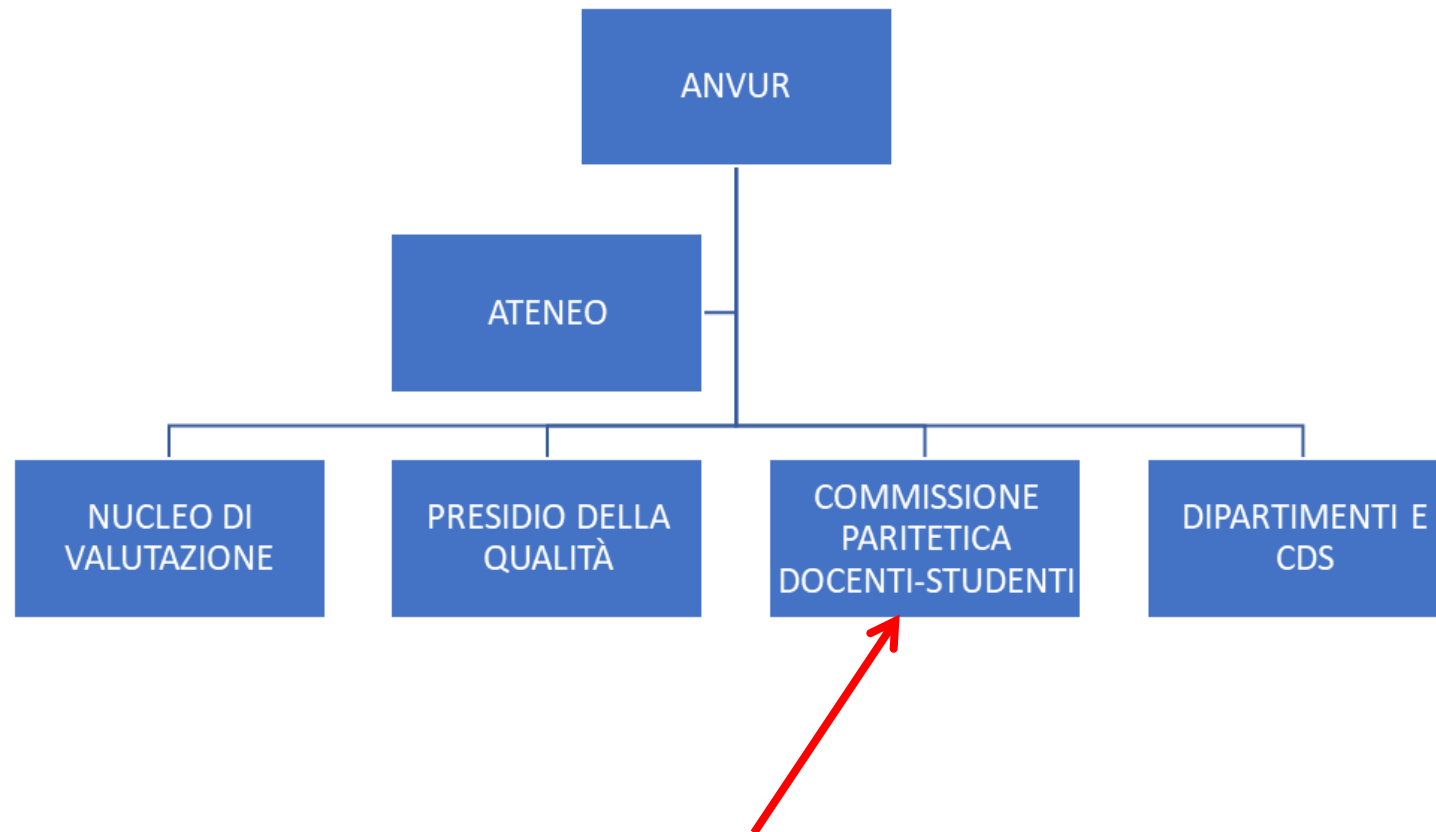 ANVUR
ATENEO
NUCLEO DI
VALUTAZIONE
PRESIDIO DELLA
QUALITÀ
COMMISSIONE
PARITETICA
DOCENTI-STUDENTI
DIPARTIMENTI E
CDS